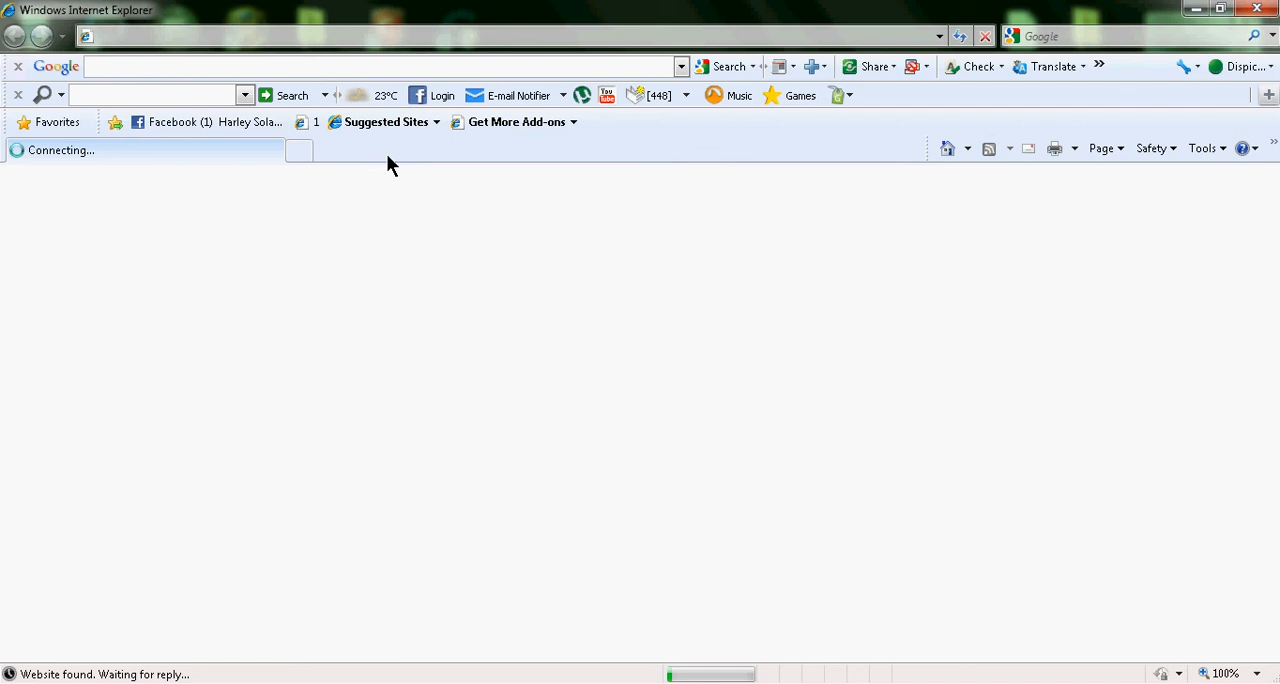 Windows Internet Explorer
Google
Google Search Share Check Translate » Dispic...
Search 23°C Login E-mail Notifier You Tube [448] Music Games
Favorites Facebook (1) Harley Sola... 1 Suggested Sites Get More Add-ons
Connecting... Page Safety Tools »
Website found. Waiting for reply... 100%